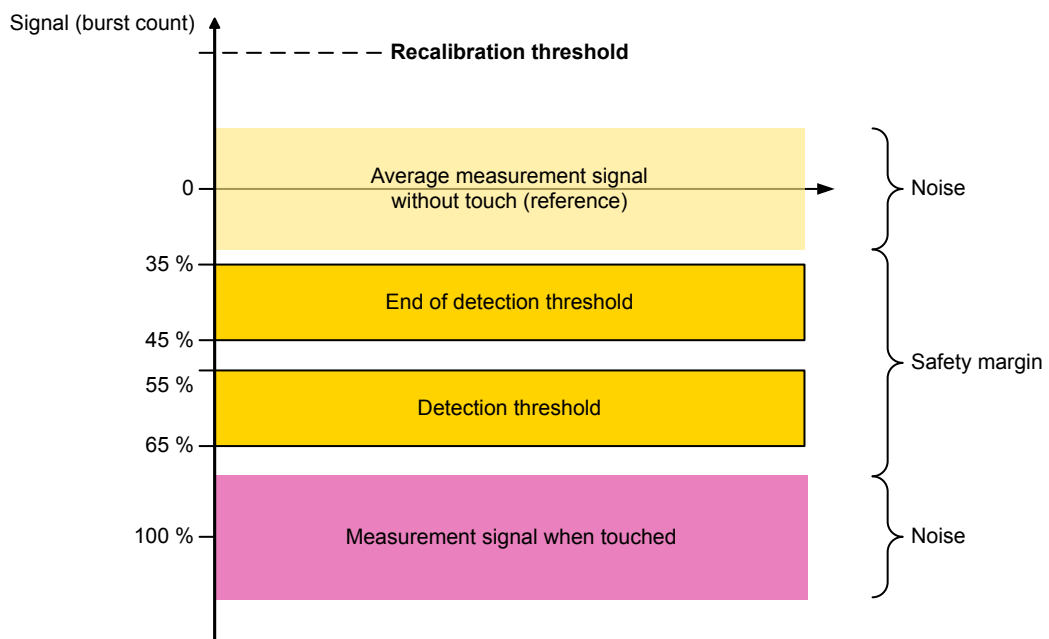 Signal (burst count)
Recalibration threshold
Average measurement signal
without touch (reference)
0
Noise
35 %
End of detection threshold
45 %
Safety margin
55 %
Detection threshold
65 %
100 %
Measurement signal when touched
Noise